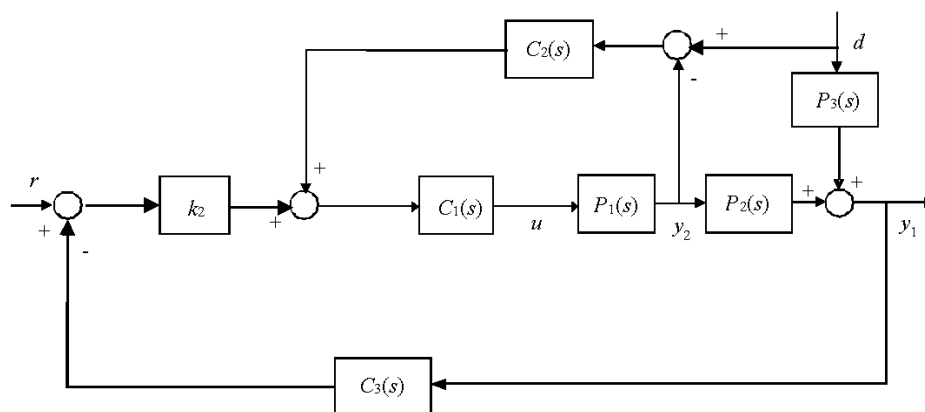 +
d
C₂(s)
-
P₃(s)
+
r
+
+
+
k₂
+
C₁(s)
P₁(s)
P₂(s)
u
y₂
y₁
+
-
C₃(s)